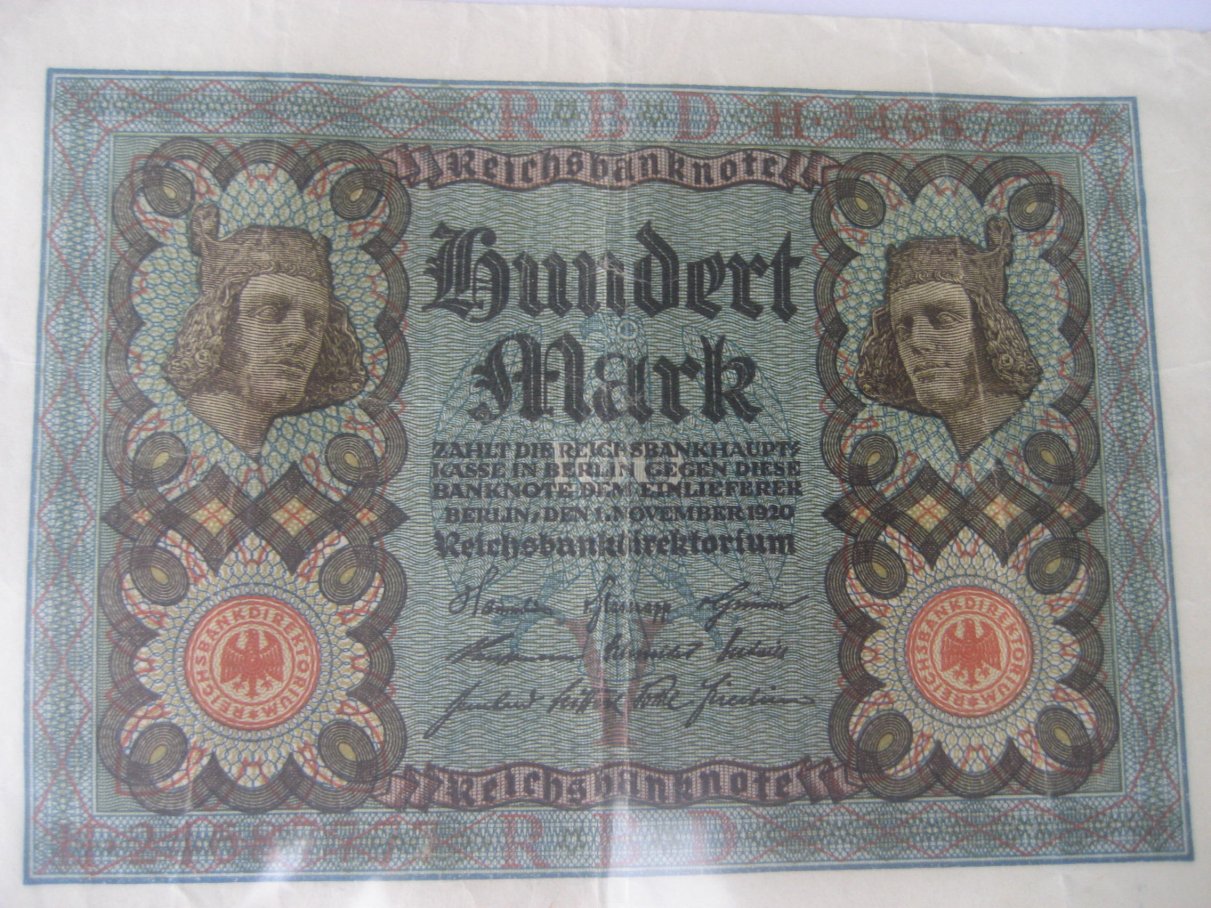 R·B·D
Reichsbanknote
Hundert
Mark
ZAHLT DIE REICHSBANKHAUPT-
KASSE IN BERLIN GEGEN DIESE
BANKNOTE DEM EINLIEFERER
BERLIN, DEN 1. NOVEMBER 1920
Reichsbankdirektorium
REICHSBANKDIREKTORIUM
REICHSBANKDIREKTORIUM
Reichsbanknote
R·B·D